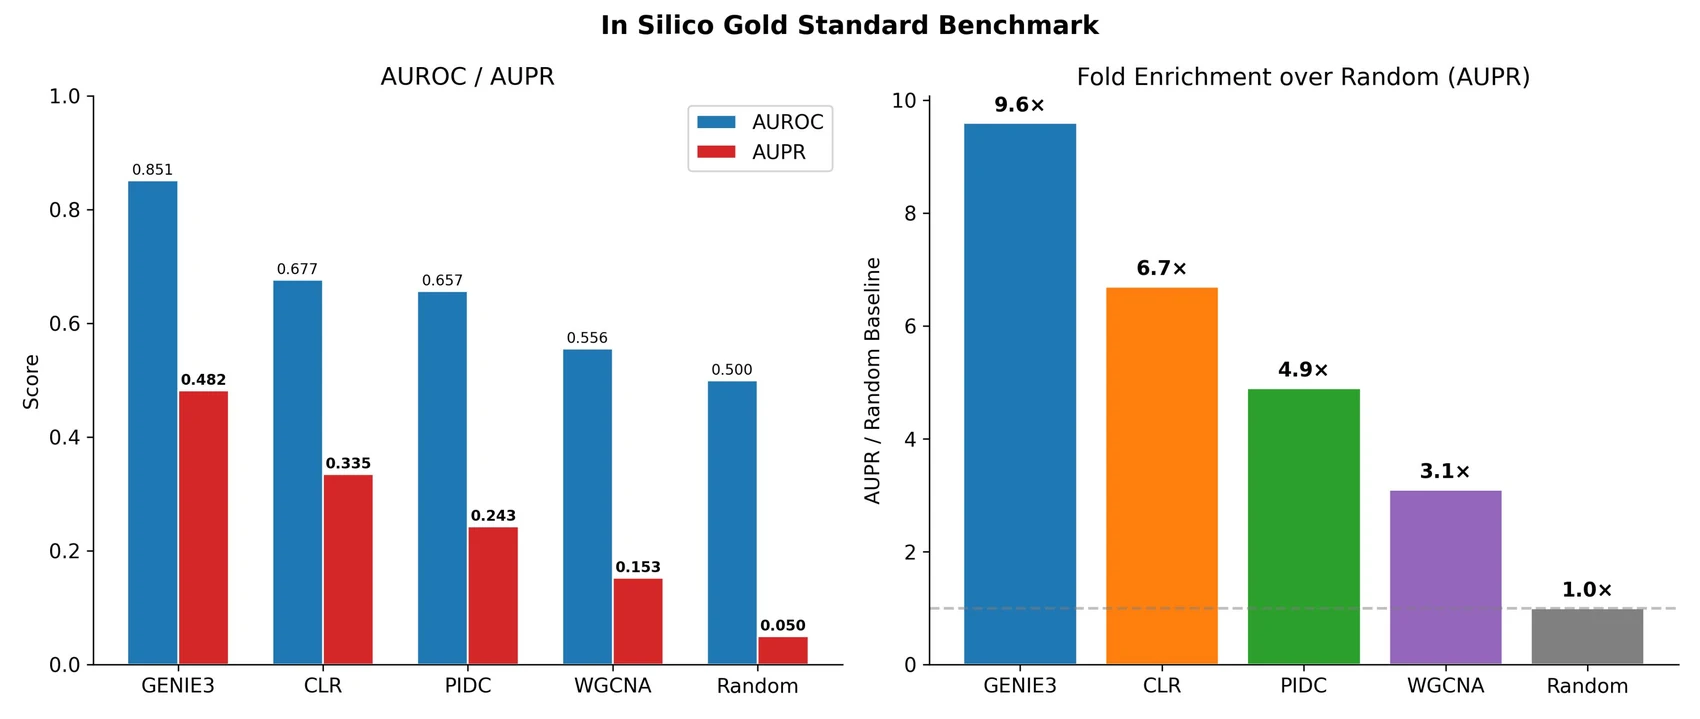 In Silico Gold Standard Benchmark
AUROC / AUPR
Score
1.0
0.8
0.6
0.4
0.2
0.0
AUROC
AUPR
0.851
0.482
0.677
0.335
0.657
0.243
0.556
0.153
0.500
0.050
GENIE3
CLR
PIDC
WGCNA
Random
Fold Enrichment over Random (AUPR)
AUPR / Random Baseline
10
8
6
4
2
0
9.6×
6.7×
4.9×
3.1×
1.0×
GENIE3
CLR
PIDC
WGCNA
Random